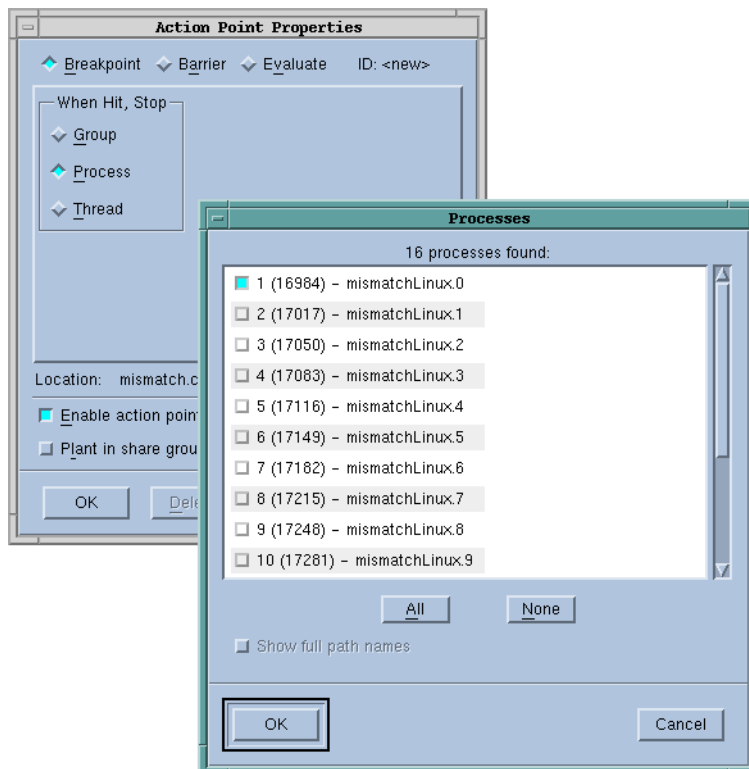 Action Point Properties
Breakpoint Barrier Evaluate ID: <new>
When Hit, Stop
Group
Process
Thread
Location: mismatch.c
Enable action poin
Plant in share grou
OK Dele
Processes
16 processes found:
1 (16984) – mismatchLinux.0
2 (17017) – mismatchLinux.1
3 (17050) – mismatchLinux.2
4 (17083) – mismatchLinux.3
5 (17116) – mismatchLinux.4
6 (17149) – mismatchLinux.5
7 (17182) – mismatchLinux.6
8 (17215) – mismatchLinux.7
9 (17248) – mismatchLinux.8
10 (17281) – mismatchLinux.9
All None
Show full path names
OK Cancel